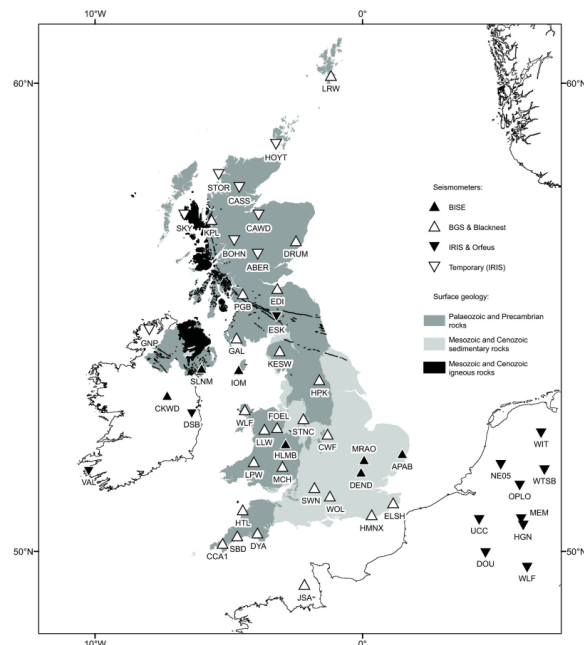 10°W
0°
60°N
LRW
HOYT
STOR
CASS
SKY
KPL
CAWD
BOHN
DRUM
ABER
EDI
PGB
ESK
GAL
GNP
KESW
SLNM
IOM
HPK
CKWD
DSB
VAL
WLF
FOEL
STNC
LLW
CWF
HLMB
MRAO
APAB
LPW
MCH
DEND
SWN
WOL
HTL
ELSH
HMNX
CCA1
SBD
DYA
JSA
WIT
NE05
WTSB
OPLO
MEM
UCC
HGN
DOU
WLF
50°N
Seismometers:
BISE
BGS & Blacknest
IRIS & Orfeus
Temporary (IRIS)
Surface geology:
Palaeozoic and Precambrian
rocks
Mesozoic and Cenozoic
sedimentary rocks
Mesozoic and Cenozoic
igneous rocks
10°W
0°